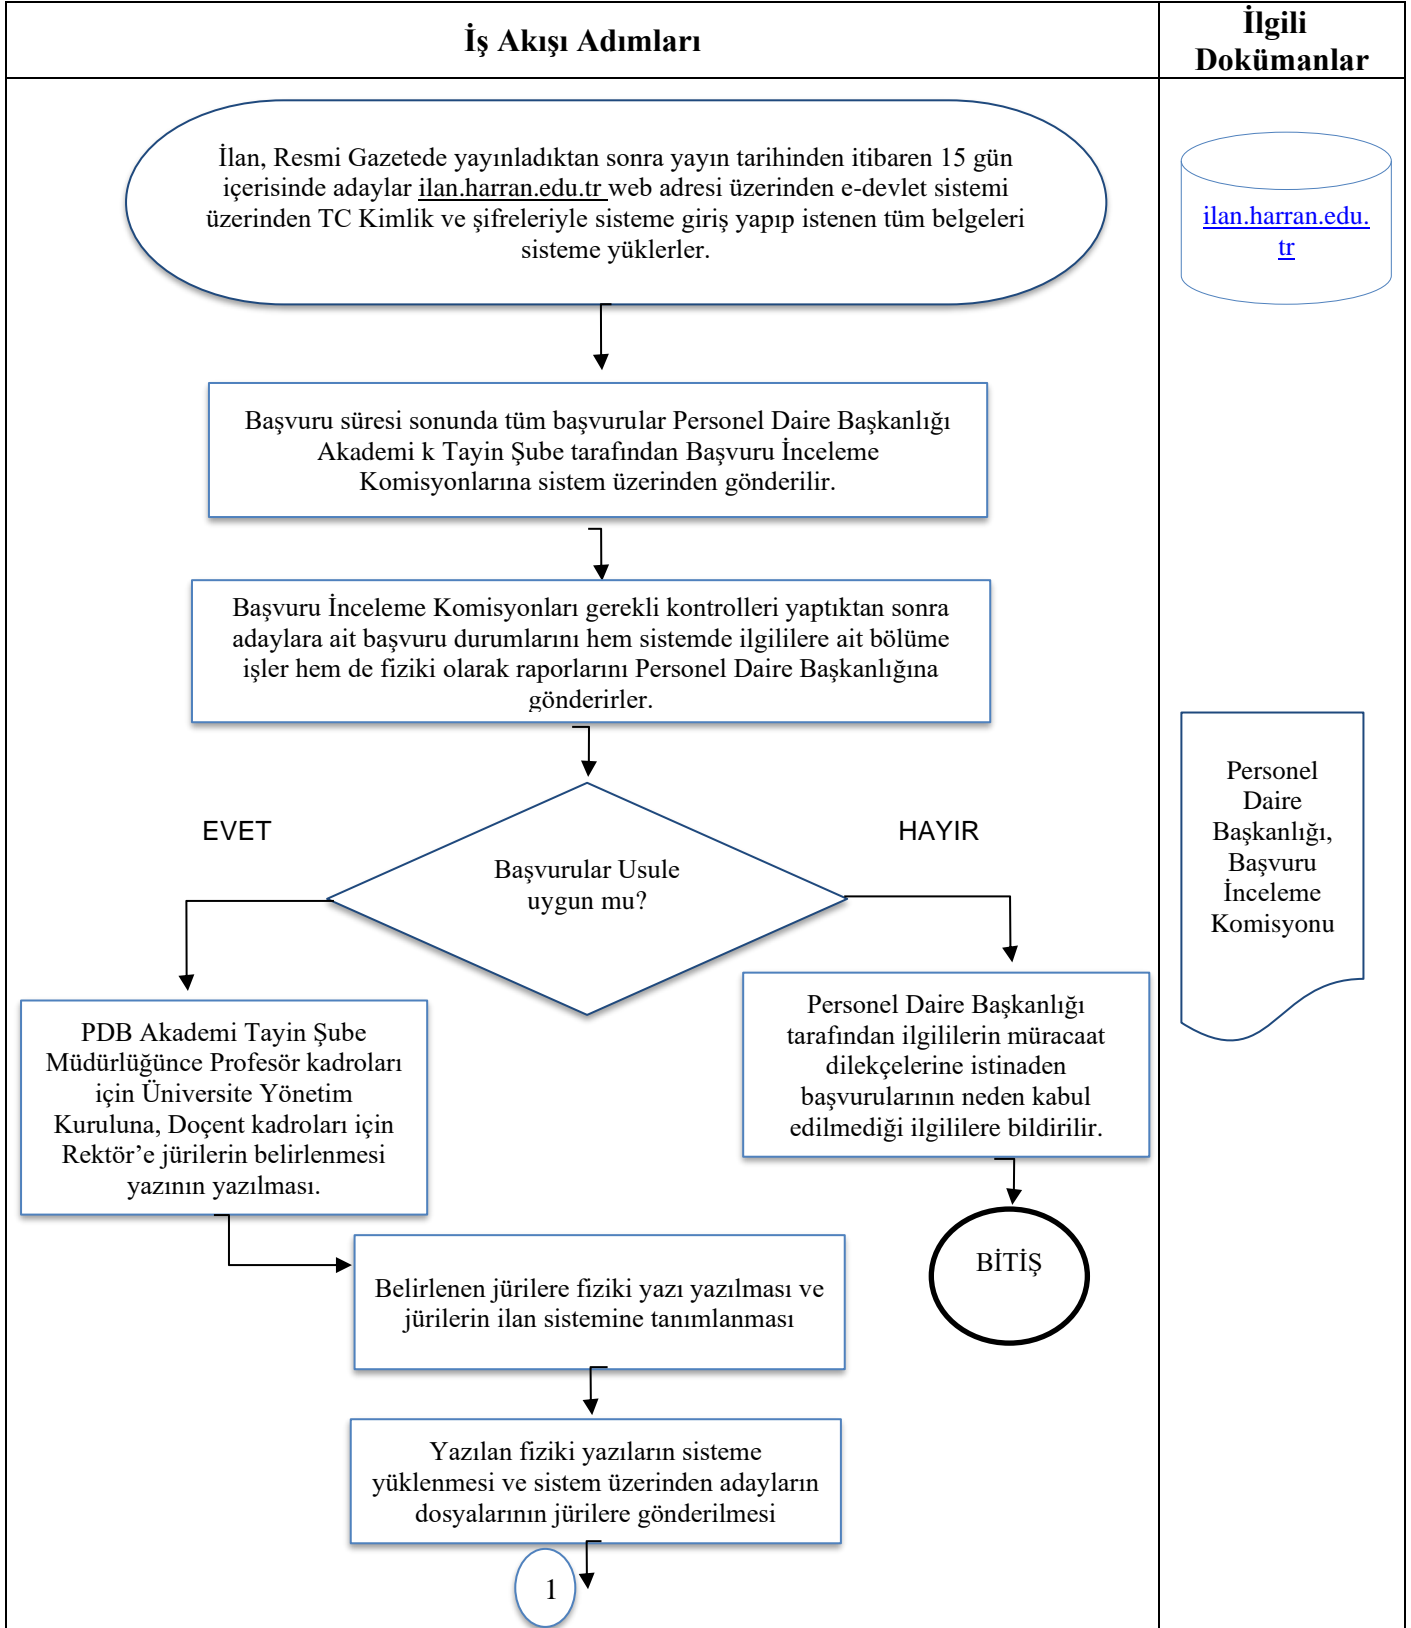 İş Akışı Adımları
İlgili
Dokümanlar
İlan, Resmi Gazetede yayınladıktan sonra yayın tarihinden itibaren 15 gün
içerisinde adaylar ilan.harran.edu.tr web adresi üzerinden e-devlet sistemi
üzerinden TC Kimlik ve şifreleriyle sisteme giriş yapıp istenen tüm belgeleri
sisteme yüklerler.
ilan.harran.edu.
tr
Başvuru süresi sonunda tüm başvurular Personel Daire Başkanlığı
Akademi k Tayin Şube tarafından Başvuru İnceleme
Komisyonlarına sistem üzerinden gönderilir.
Başvuru İnceleme Komisyonları gerekli kontrolleri yaptıktan sonra
adaylara ait başvuru durumlarını hem sistemde ilgililere ait bölüme
işler hem de fiziki olarak raporlarını Personel Daire Başkanlığına
gönderirler.
Personel
Daire
Başkanlığı,
Başvuru
İnceleme
Komisyonu
EVET
HAYIR
Başvurular Usule
uygun mu?
PDB Akademi Tayin Şube
Müdürlüğünce Profesör kadroları
için Üniversite Yönetim
Kuruluna, Doçent kadroları için
Rektör’e jürilerin belirlenmesi
yazının yazılması.
Personel Daire Başkanlığı
tarafından ilgililerin müracaat
dilekçelerine istinaden
başvurularının neden kabul
edilmediği ilgililere bildirilir.
BİTİŞ
Belirlenen jürilere fiziki yazı yazılması ve
jürilerin ilan sistemine tanımlanması
Yazılan fiziki yazıların sisteme
yüklenmesi ve sistem üzerinden adayların
dosyalarının jürilere gönderilmesi
1